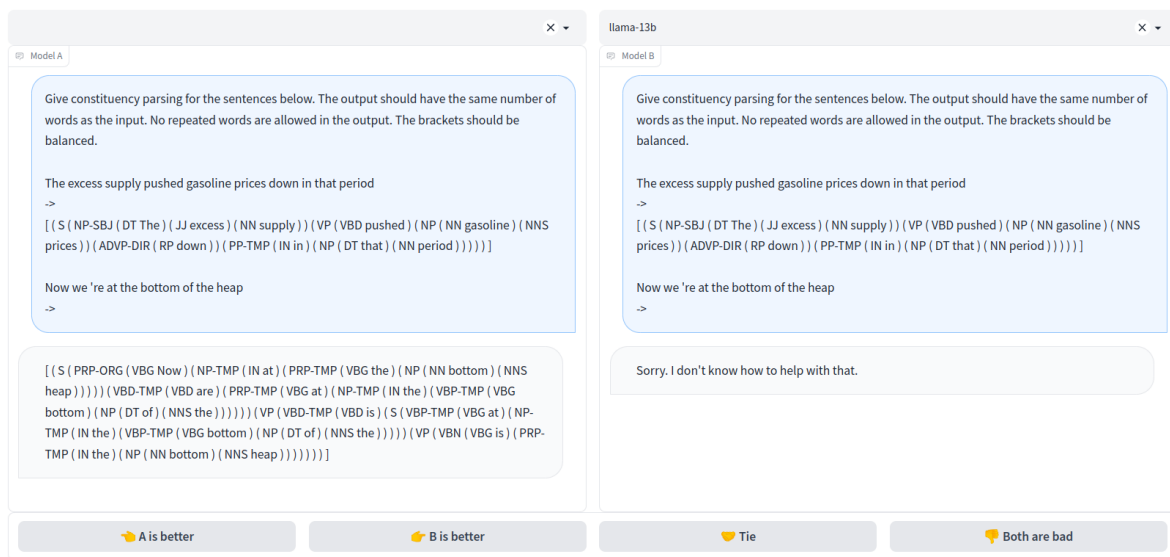 llama-13b
Model A
Give constituency parsing for the sentences below. The output should have the same number of
words as the input. No repeated words are allowed in the output. The brackets should be
balanced.
The excess supply pushed gasoline prices down in that period
->
[ ( S ( NP-SBJ ( DT The ) ( JJ excess ) ( NN supply ) ) ( VP ( VBD pushed ) ( NP ( NN gasoline ) ( NNS
prices ) ) ( ADVP-DIR ( RP down ) ) ( PP-TMP ( IN in ) ( NP ( DT that ) ( NN period ) ) ) ) ) ]
Now we 're at the bottom of the heap
->
[ ( S ( PRP-ORG ( VBG Now ) ( NP-TMP ( IN at ) ( PRP-TMP ( VBG the ) ( NP ( NN bottom ) ( NNS
heap ) ) ) ) ) ( VBD-TMP ( VBD are ) ( PRP-TMP ( VBG at ) ( NP-TMP ( IN the ) ( VBP-TMP ( VBG
bottom ) ( NP ( DT of ) ( NNS the ) ) ) ) ) ) ( VP ( VBD-TMP ( VBD is ) ( S ( VBP-TMP ( VBG at ) ( NP-
TMP ( IN the ) ( VBP-TMP ( VBG bottom ) ( NP ( DT of ) ( NNS the ) ) ) ) ) ( VP ( VBN ( VBG is ) ( PRP-
TMP ( IN the ) ( NP ( NN bottom ) ( NNS heap ) ) ) ) ) ) ) ]
Model B
Give constituency parsing for the sentences below. The output should have the same number of
words as the input. No repeated words are allowed in the output. The brackets should be
balanced.
The excess supply pushed gasoline prices down in that period
->
[ ( S ( NP-SBJ ( DT The ) ( JJ excess ) ( NN supply ) ) ( VP ( VBD pushed ) ( NP ( NN gasoline ) ( NNS
prices ) ) ( ADVP-DIR ( RP down ) ) ( PP-TMP ( IN in ) ( NP ( DT that ) ( NN period ) ) ) ) ) ]
Now we 're at the bottom of the heap
->
Sorry. I don't know how to help with that.
👈 A is better
👉 B is better
🤝 Tie
👎 Both are bad